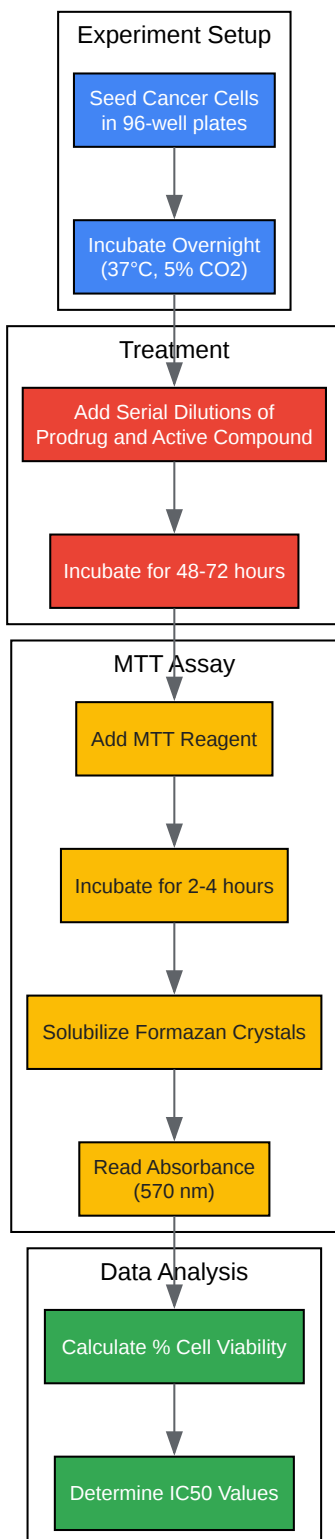 Experiment Setup
Seed Cancer Cells
in 96-well plates
Incubate Overnight
(37°C, 5% CO2)
Treatment
Add Serial Dilutions of
Prodrug and Active Compound
Incubate for 48-72 hours
MTT Assay
Add MTT Reagent
Incubate for 2-4 hours
Solubilize Formazan Crystals
Read Absorbance
(570 nm)
Data Analysis
Calculate % Cell Viability
Determine IC50 Values